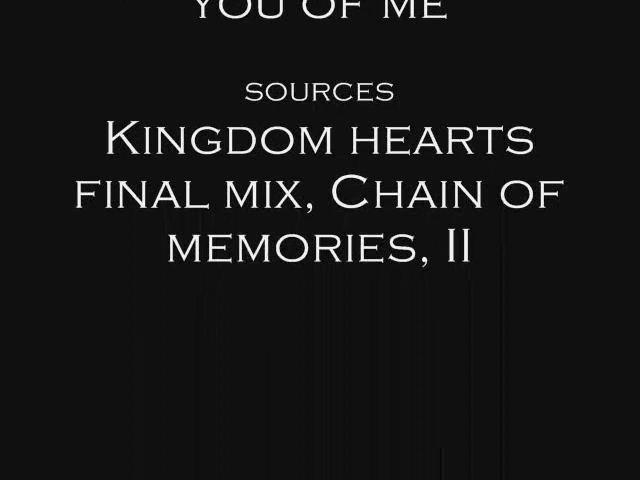 YOU OF ME
SOURCES
KINGDOM HEARTS
FINAL MIX, CHAIN OF
MEMORIES, II